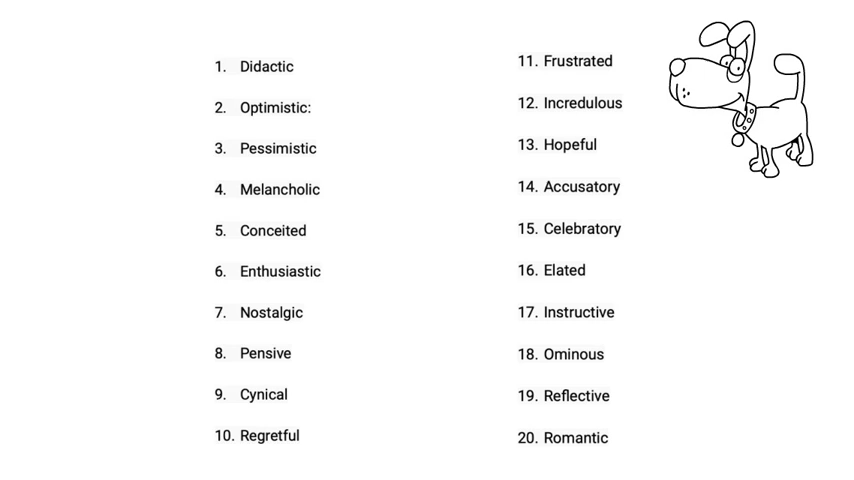 1. Didactic
2. Optimistic:
3. Pessimistic
4. Melancholic
5. Conceited
6. Enthusiastic
7. Nostalgic
8. Pensive
9. Cynical
10. Regretful
11. Frustrated
12. Incredulous
13. Hopeful
14. Accusatory
15. Celebratory
16. Elated
17. Instructive
18. Ominous
19. Reflective
20. Romantic